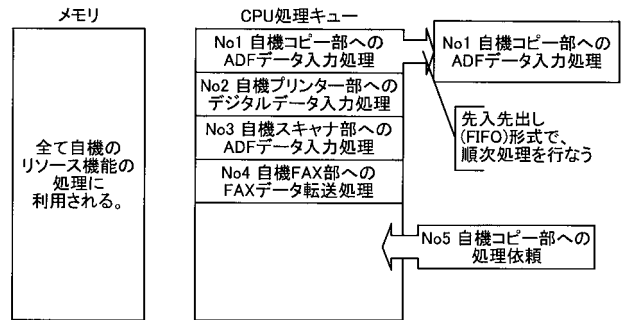 メモリ
全て自機の
リソース機能の
処理に
利用される。
CPU処理キュー
No1 自機コピー部への
ADFデータ入力処理
No2 自機プリンター部への
デジタルデータ入力処理
No3 自機スキャナ部への
ADFデータ入力処理
No4 自機FAX部への
FAXデータ転送処理
No1 自機コピー部への
ADFデータ入力処理
先入先出し
(FIFO)形式で、
順次処理を行なう
No5 自機コピー部への
処理依頼